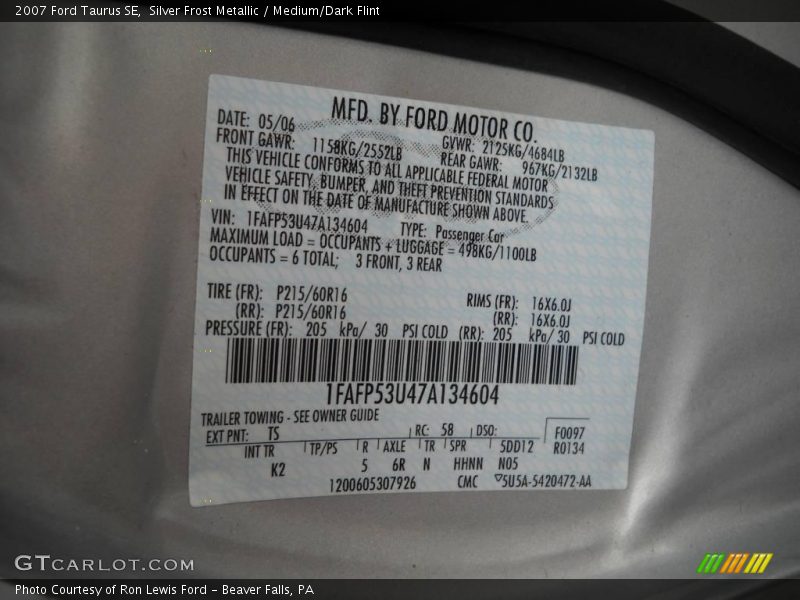 2007 Ford Taurus SE, Silver Frost Metallic / Medium/Dark Flint
MFD. BY FORD MOTOR CO.
DATE: 05/06 GVWR: 2125KG/4684LB
FRONT GAWR: 1158KG/2552LB REAR GAWR: 967KG/2132LB
THIS VEHICLE CONFORMS TO ALL APPLICABLE FEDERAL MOTOR
VEHICLE SAFETY, BUMPER, AND THEFT PREVENTION STANDARDS
IN EFFECT ON THE DATE OF MANUFACTURE SHOWN ABOVE.
VIN: 1FAFP53U47A134604 TYPE: Passenger Car
MAXIMUM LOAD = OCCUPANTS + LUGGAGE = 498KG/1100LB
OCCUPANTS = 6 TOTAL; 3 FRONT, 3 REAR
TIRE (FR): P215/60R16 RIMS (FR): 16X6.0J
(RR): P215/60R16 (RR): 16X6.0J
PRESSURE (FR): 205 kPa/ 30 PSI COLD (RR): 205 kPa/ 30 PSI COLD
1FAFP53U47A134604
TRAILER TOWING - SEE OWNER GUIDE
EXT PNT: TS RC: 58 DSO: F0097
INT TR TP/PS R AXLE TR SPR 5DD12 R0134
K2 5 6R N HHNN N05
1200605307926 CMC ▽5U5A-5420472-AA
GTCARLOT.COM
Photo Courtesy of Ron Lewis Ford – Beaver Falls, PA